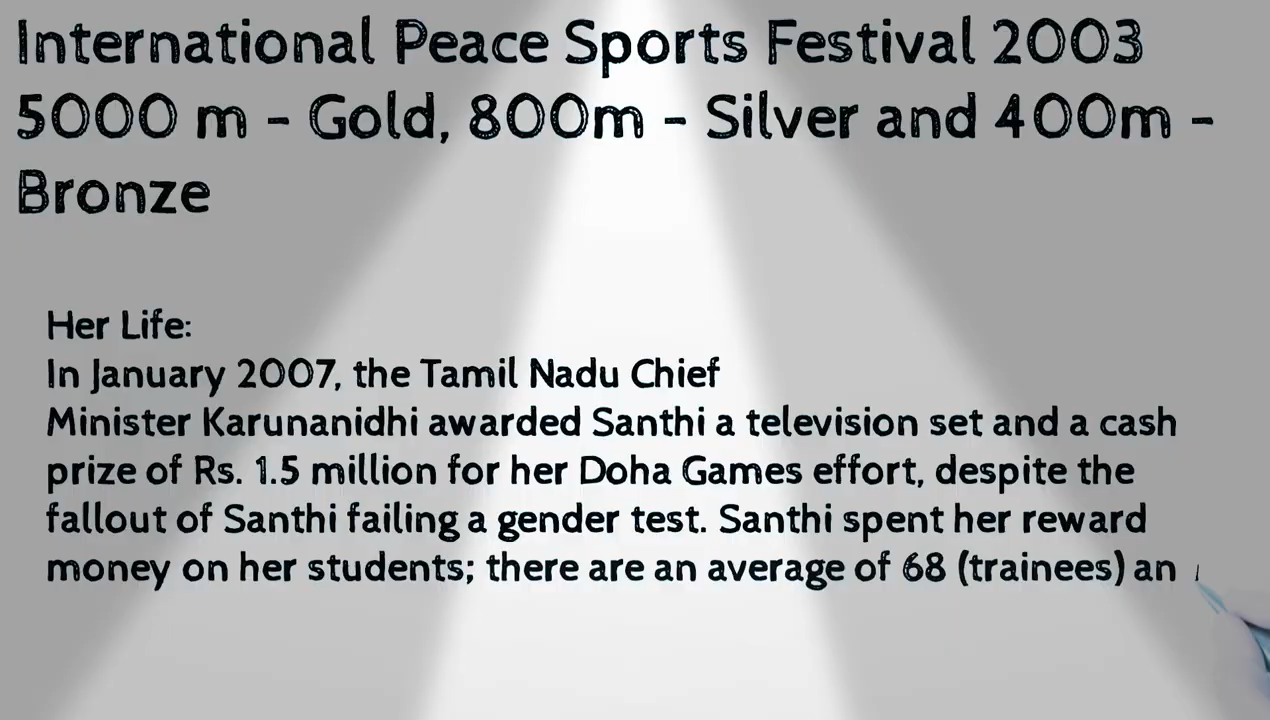 International Peace Sports Festival 2003
5000 m - Gold, 800m - Silver and 400m -
Bronze
Her Life:
In January 2007, the Tamil Nadu Chief
Minister Karunanidhi awarded Santhi a television set and a cash
prize of Rs. 1.5 million for her Doha Games effort, despite the
fallout of Santhi failing a gender test. Santhi spent her reward
money on her students; there are an average of 68 (trainees) an